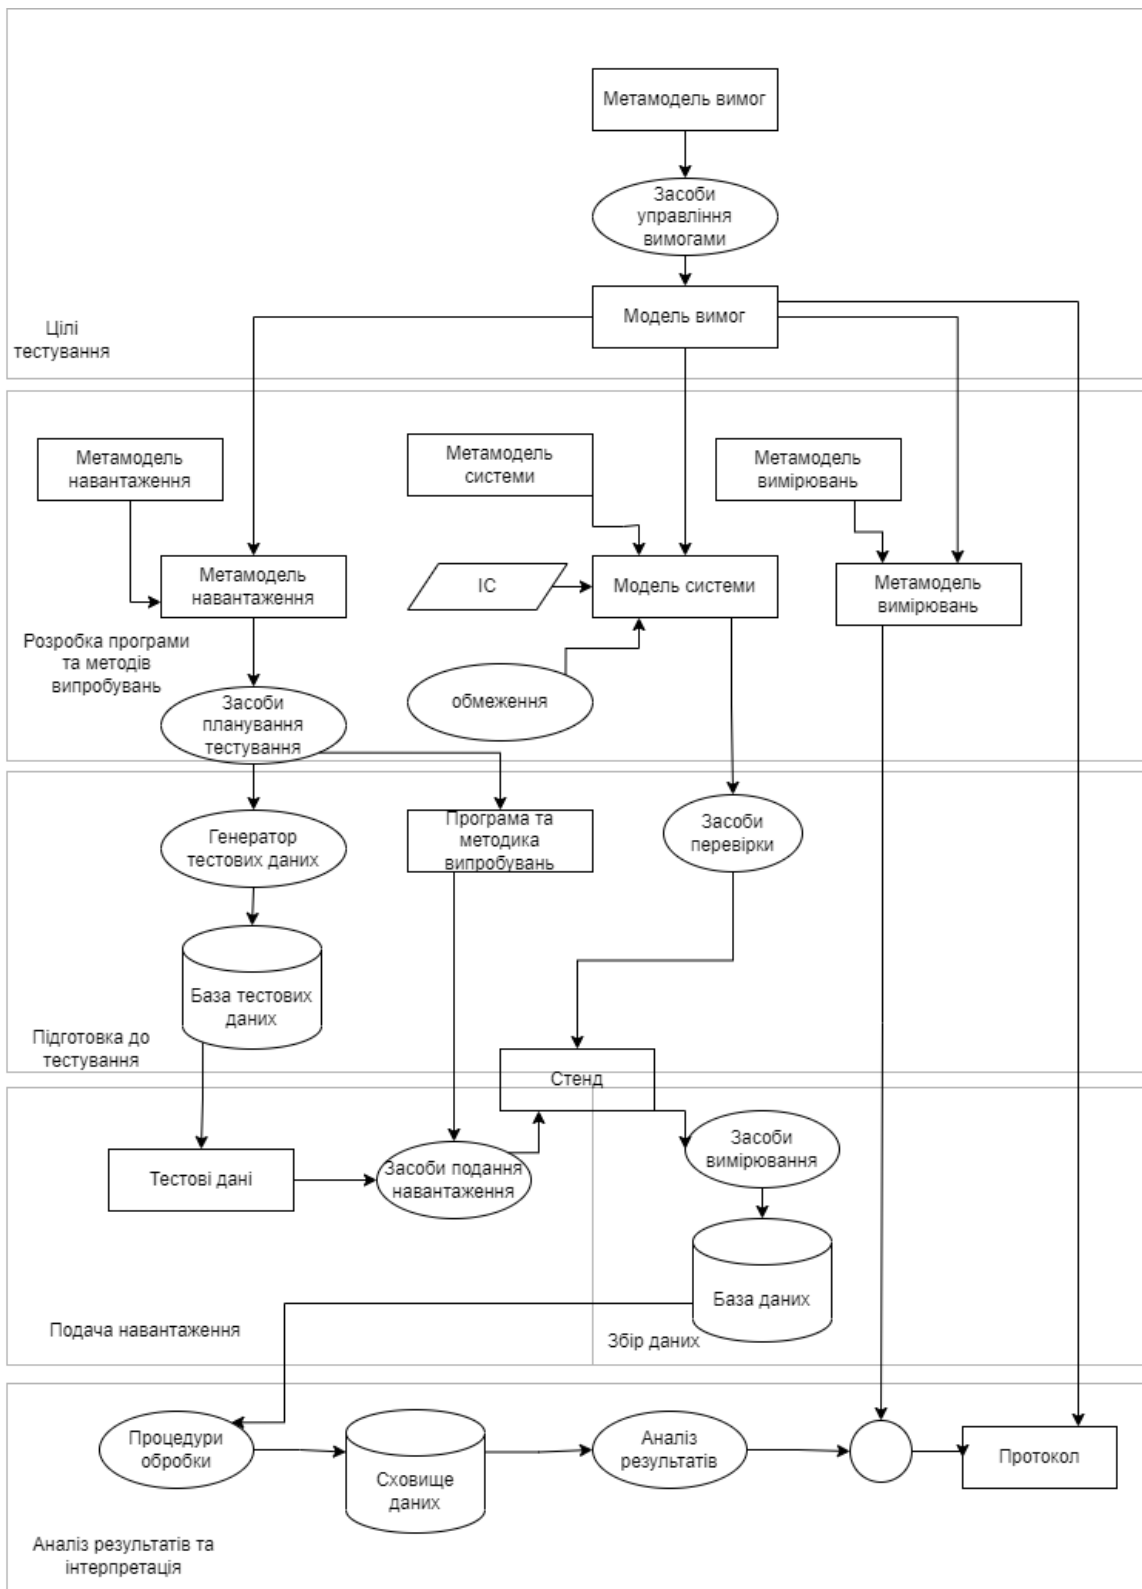 Метамодель вимог
Засоби
управління
вимогами
Модель вимог
Цілі
тестування
Метамодель
навантаження
Метамодель
системи
Метамодель
вимірювань
Метамодель
навантаження
ІС
Модель системи
Метамодель
вимірювань
Розробка програми
та методів
випробувань
Засоби
планування
тестування
обмеження
Генератор
тестових даних
Програма та
методика
випробувань
Засоби
перевірки
База тестових
даних
Підготовка до
тестування
Стенд
Тестові дані
Засоби подання
навантаження
Засоби
вимірювання
База даних
Подача навантаження
Збір даних
Процедури
обробки
Сховище
даних
Аналіз
результатів
Протокол
Аналіз результатів та
інтерпретація